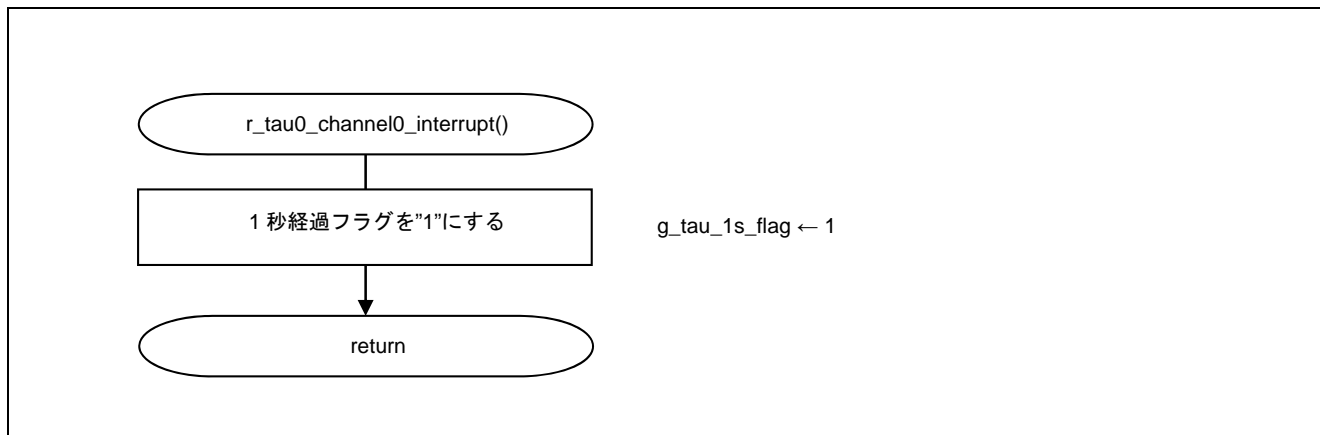 r_tau0_channel0_interrupt()
1 秒経過フラグを”1”にする
g_tau_1s_flag ← 1
return